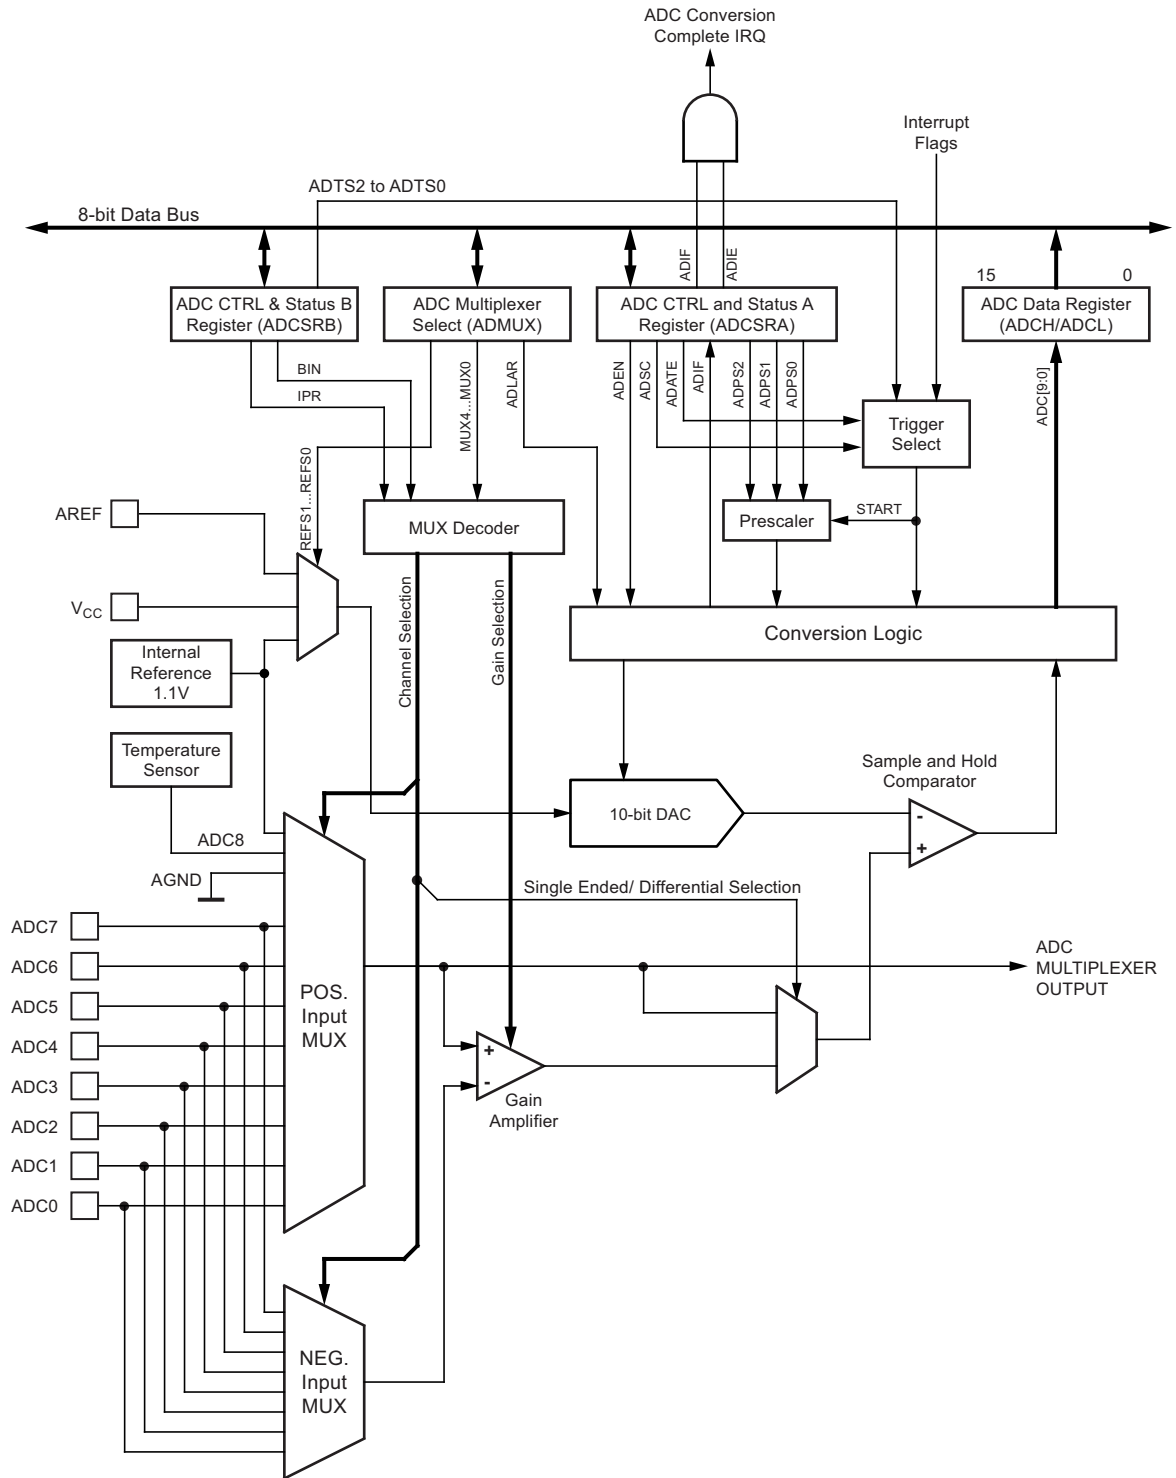 ADC Conversion
Complete IRQ
Interrupt
Flags
ADTS2 to ADTS0
8-bit Data Bus
ADIF
ADIE
15
0
ADC CTRL & Status B
Register (ADCSRB)
ADC Multiplexer
Select (ADMUX)
ADC CTRL and Status A
Register (ADCSRA)
ADC Data Register
(ADCH/ADCL)
BIN
IPR
REFS1...REFS0
MUX4...MUX0
ADLAR
ADEN
ADSC
ADATE
ADIF
ADPS2
ADPS1
ADPS0
ADC[9:0]
Trigger
Select
AREF
MUX Decoder
Prescaler
START
VCC
Channel Selection
Gain Selection
Conversion Logic
Internal
Reference
1.1V
Temperature
Sensor
Sample and Hold
Comparator
10-bit DAC
-
+
ADC8
AGND
Single Ended/ Differential Selection
ADC7
ADC6
ADC5
ADC4
ADC3
ADC2
ADC1
ADC0
POS.
Input
MUX
ADC
MULTIPLEXER
OUTPUT
+
-
Gain
Amplifier
NEG.
Input
MUX